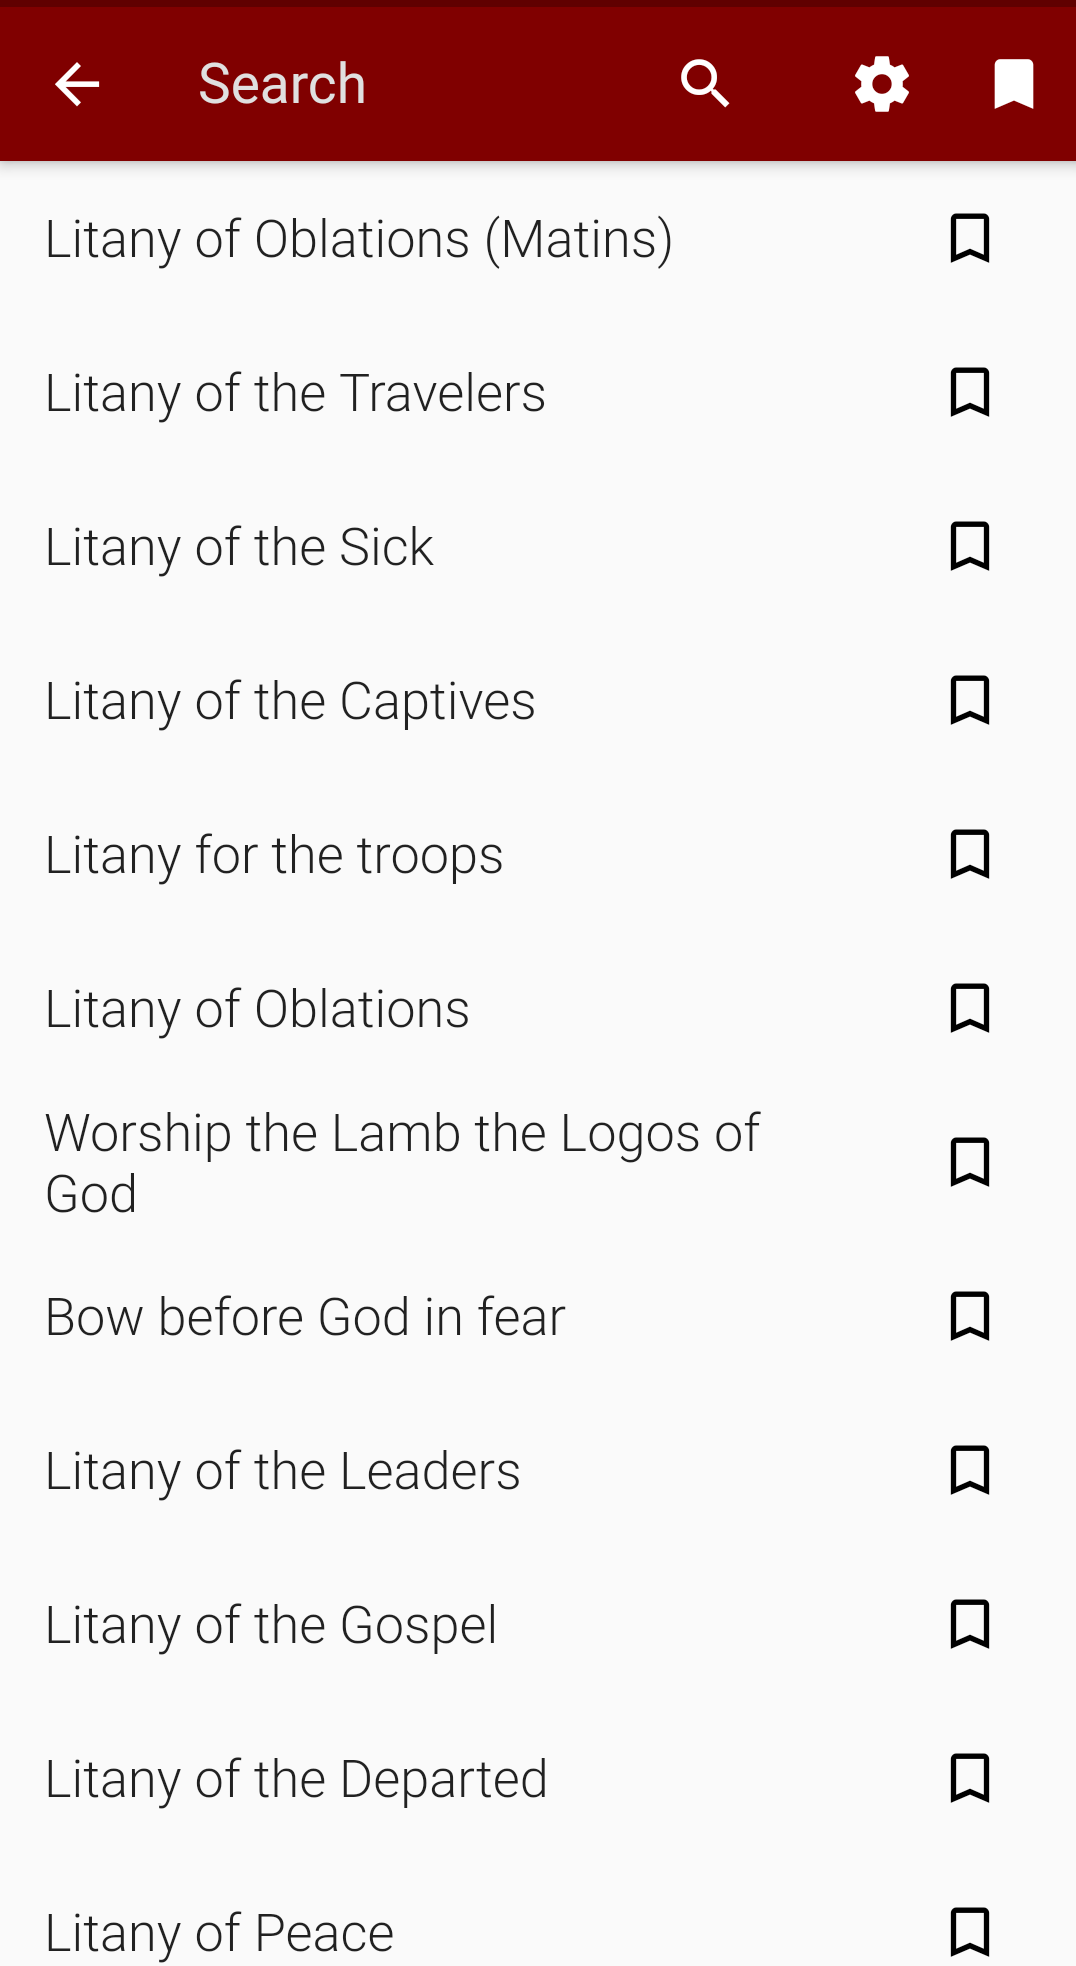 Search
Litany of Oblations (Matins)
Litany of the Travelers
Litany of the Sick
Litany of the Captives
Litany for the troops
Litany of Oblations
Worship the Lamb the Logos of
God
Bow before God in fear
Litany of the Leaders
Litany of the Gospel
Litany of the Departed
Litany of Peace